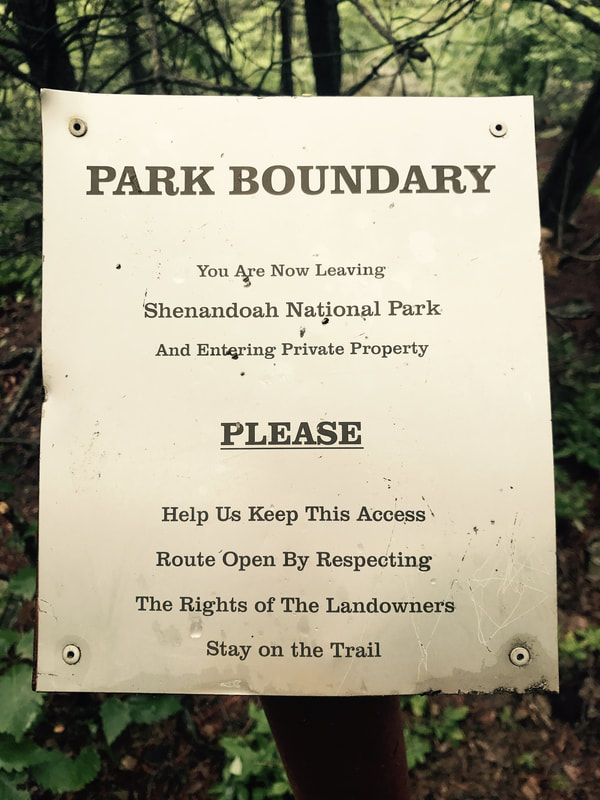 PARK BOUNDARY
You Are Now Leaving
Shenandoah National Park
And Entering Private Property
PLEASE
Help Us Keep This Access
Route Open By Respecting
The Rights of The Landowners
Stay on the Trail